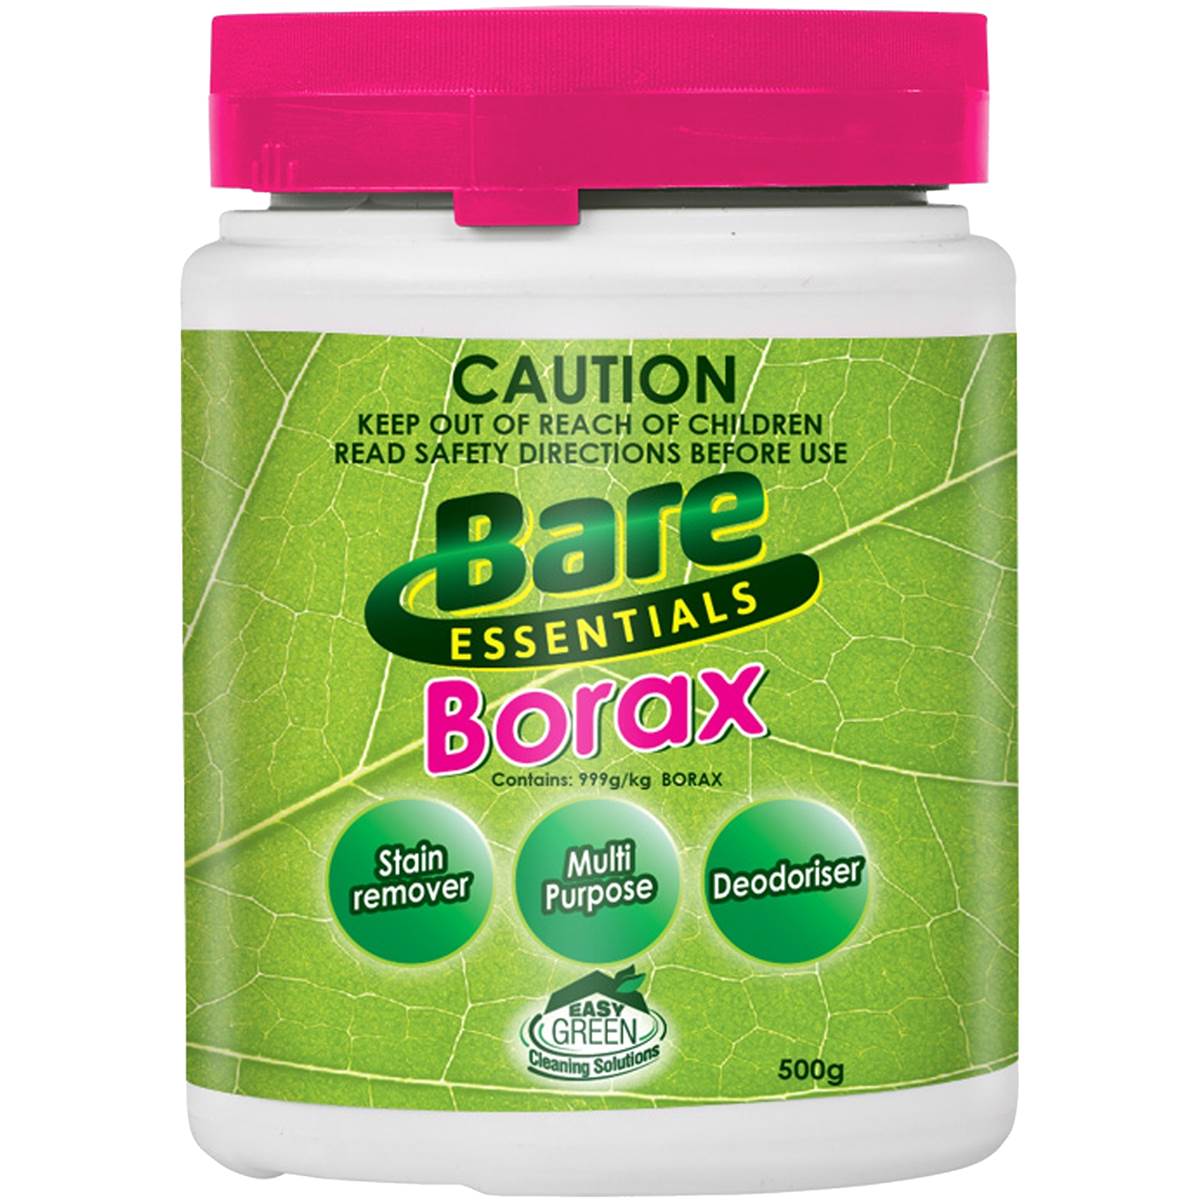 CAUTION
KEEP OUT OF REACH OF CHILDREN
READ SAFETY DIRECTIONS BEFORE USE
Bare
ESSENTIALS
Borax
Contains: 999g/kg BORAX
Stain
remover
Multi
Purpose
Deodoriser
EASY
GREEN
Cleaning Solutions
500g